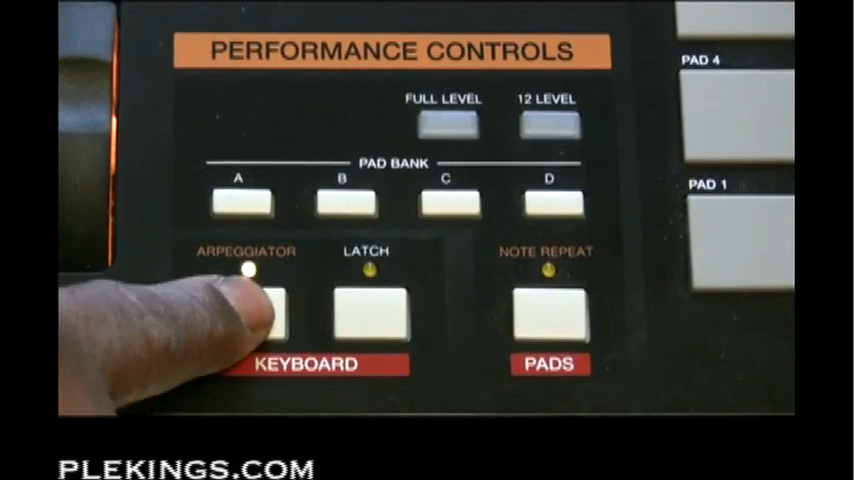 PERFORMANCE CONTROLS
PAD 4
FULL LEVEL 12 LEVEL
PAD BANK
A B C D
PAD 1
ARPEGGIATOR LATCH NOTE REPEAT
KEYBOARD PADS
PLEKINGS.COM